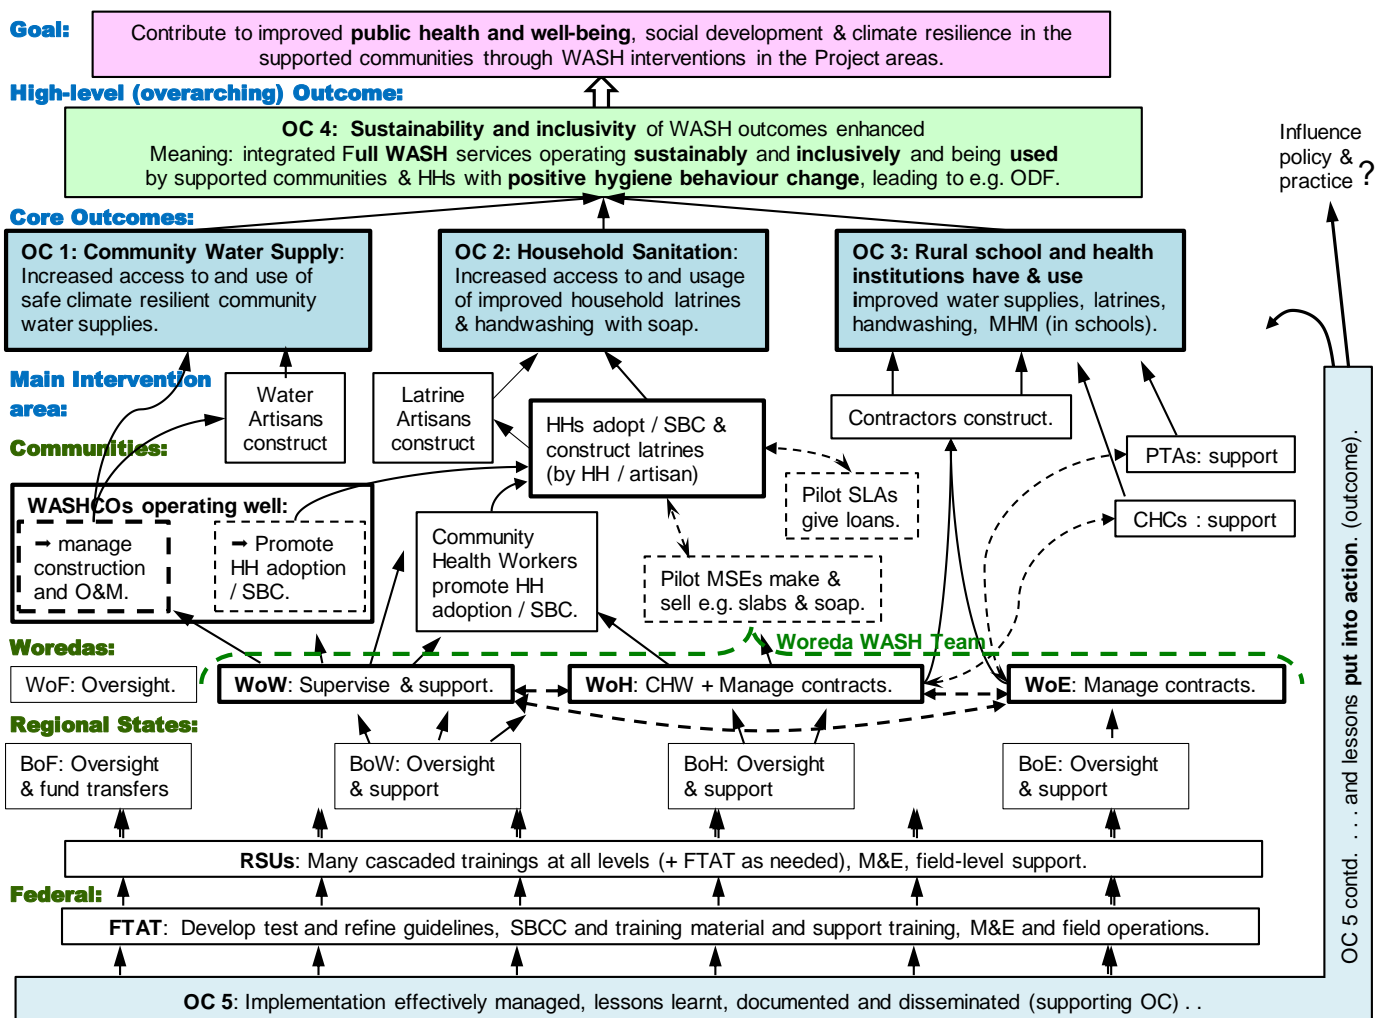 Goal:
Contribute to improved public health and well-being, social development & climate resilience in the
supported communities through WASH interventions in the Project areas.
High-level (overarching) Outcome:
OC 4: Sustainability and inclusivity of WASH outcomes enhanced
Meaning: integrated Full WASH services operating sustainably and inclusively and being used
by supported communities & HHs with positive hygiene behaviour change, leading to e.g. ODF.
Influence
policy &
practice ?
Core Outcomes:
OC 1: Community Water Supply:
Increased access to and use of
safe climate resilient community
water supplies.
OC 2: Household Sanitation:
Increased access to and usage
of improved household latrines
& handwashing with soap.
OC 3: Rural school and health
institutions have & use
improved water supplies, latrines,
handwashing, MHM (in schools).
Main Intervention
area:
Water
Artisans
construct
Latrine
Artisans
construct
HHs adopt / SBC &
construct latrines
(by HH / artisan)
Contractors construct.
Communities:
PTAs: support
Pilot SLAs
give loans.
CHCs : support
WASHCOs operating well:
➞ manage
construction
and O&M.
➞ Promote
HH adoption
/ SBC.
Community
Health Workers
promote HH
adoption / SBC.
Pilot MSEs make &
sell e.g. slabs & soap.
Woredas:
Woreda WASH Team
WoF: Oversight.
WoW: Supervise & support.
WoH: CHW + Manage contracts.
WoE: Manage contracts.
Regional States:
BoF: Oversight
& fund transfers
BoW: Oversight
& support
BoH: Oversight
& support
BoE: Oversight
& support
RSUs: Many cascaded trainings at all levels (+ FTAT as needed), M&E, field-level support.
Federal:
FTAT: Develop test and refine guidelines, SBCC and training material and support training, M&E and field operations.
OC 5: Implementation effectively managed, lessons learnt, documented and disseminated (supporting OC) . .
OC 5 contd. . . . and lessons put into action. (outcome).